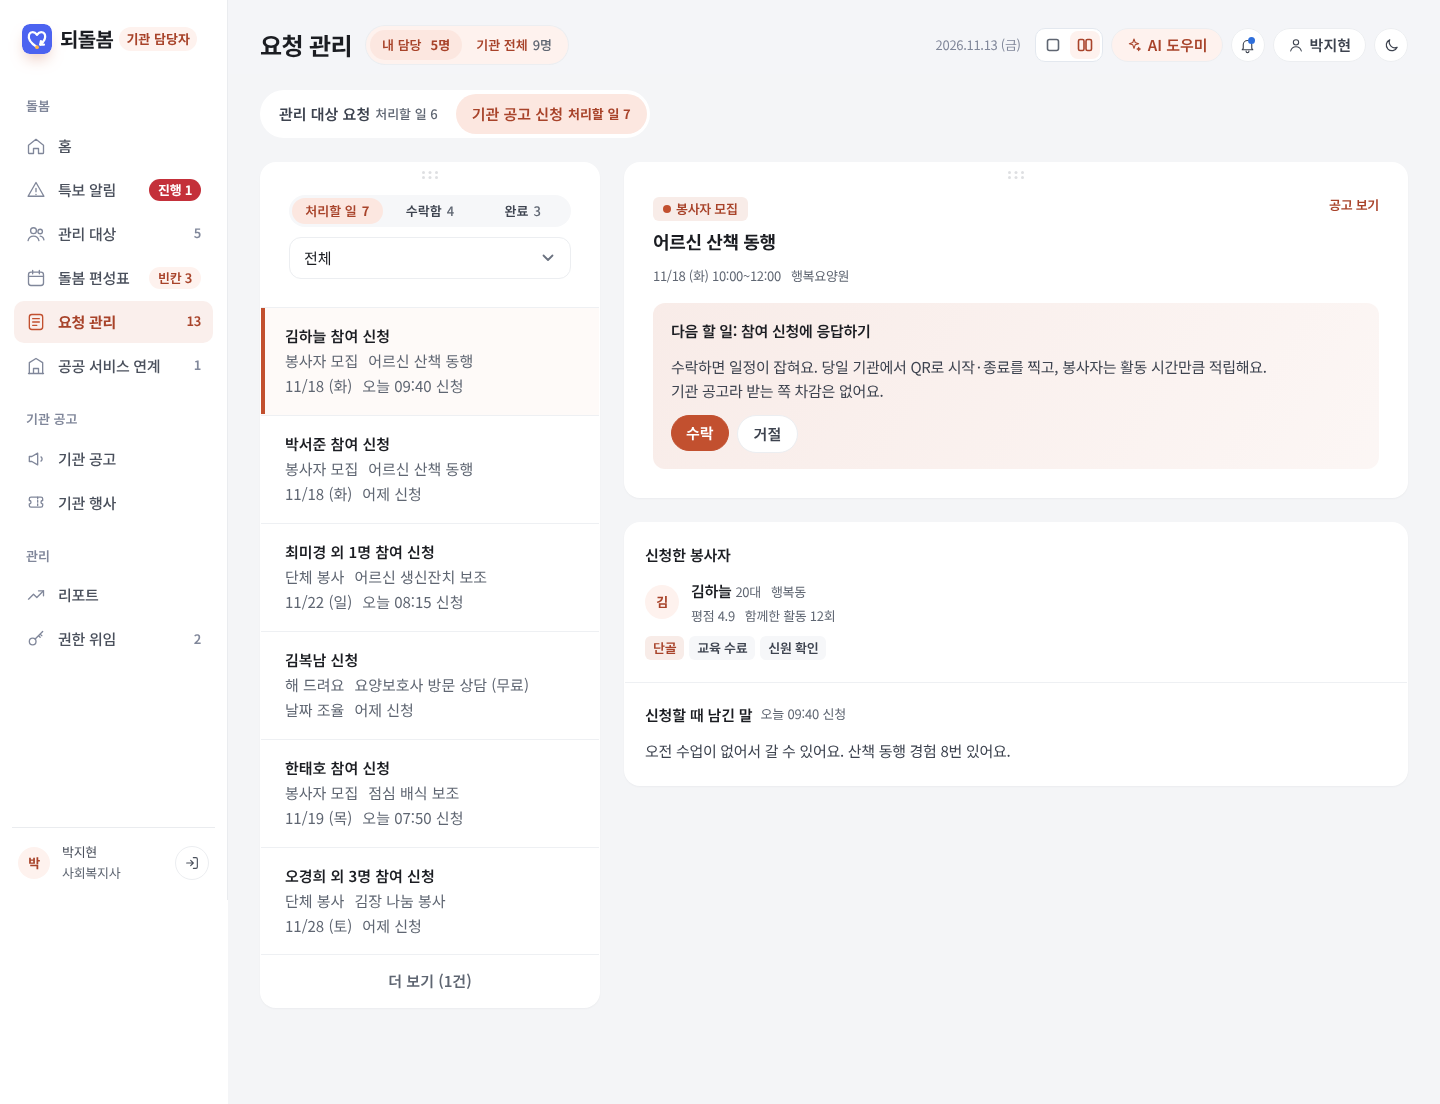 되돌봄 기관 담당자
돌봄
홈
특보 알림 진행 1
관리 대상 5
돌봄 편성표 빈칸 3
요청 관리 13
공공 서비스 연계 1
기관 공고
기관 공고
기관 행사
관리
리포트
권한 위임 2
박 박지현
사회복지사
요청 관리 내 담당 5명 기관 전체 9명
2026.11.13 (금) AI 도우미 박지현
관리 대상 요청 처리할 일 6 기관 공고 신청 처리할 일 7
처리할 일 7 수락함 4 완료 3
전체
김하늘 참여 신청
봉사자 모집 어르신 산책 동행
11/18 (화) 오늘 09:40 신청
박서준 참여 신청
봉사자 모집 어르신 산책 동행
11/18 (화) 어제 신청
최미경 외 1명 참여 신청
단체 봉사 어르신 생신잔치 보조
11/22 (일) 오늘 08:15 신청
김복남 신청
해 드려요 요양보호사 방문 상담 (무료)
날짜 조율 어제 신청
한태호 참여 신청
봉사자 모집 점심 배식 보조
11/19 (목) 오늘 07:50 신청
오경희 외 3명 참여 신청
단체 봉사 김장 나눔 봉사
11/28 (토) 어제 신청
더 보기 (1건)
봉사자 모집 공고 보기
어르신 산책 동행
11/18 (화) 10:00~12:00 행복요양원
다음 할 일: 참여 신청에 응답하기
수락하면 일정이 잡혀요. 당일 기관에서 QR로 시작·종료를 찍고, 봉사자는 활동 시간만큼 적립해요.
기관 공고라 받는 쪽 차감은 없어요.
수락 거절
신청한 봉사자
김 김하늘 20대 행복동
평점 4.9 함께한 활동 12회
단골 교육 수료 신원 확인
신청할 때 남긴 말 오늘 09:40 신청
오전 수업이 없어서 갈 수 있어요. 산책 동행 경험 8번 있어요.